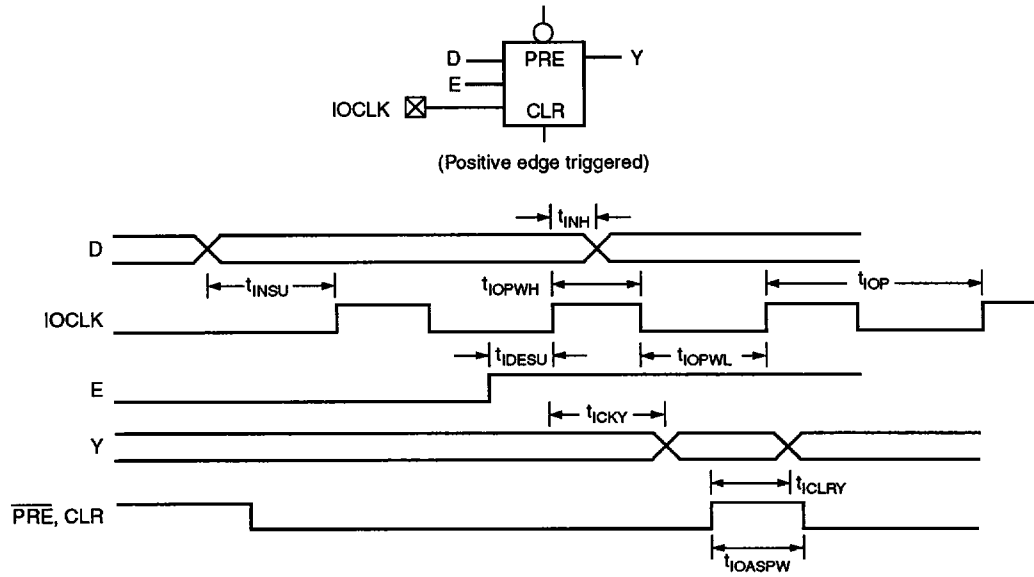 D
PRE
Y
E
IOCLK
CLR
(Positive edge triggered)
tINH
D
tINSU
tIOPWH
tIOP
IOCLK
tIDESU
tIOPWL
E
tICKY
Y
tICLRY
PRE, CLR
tIOASPW